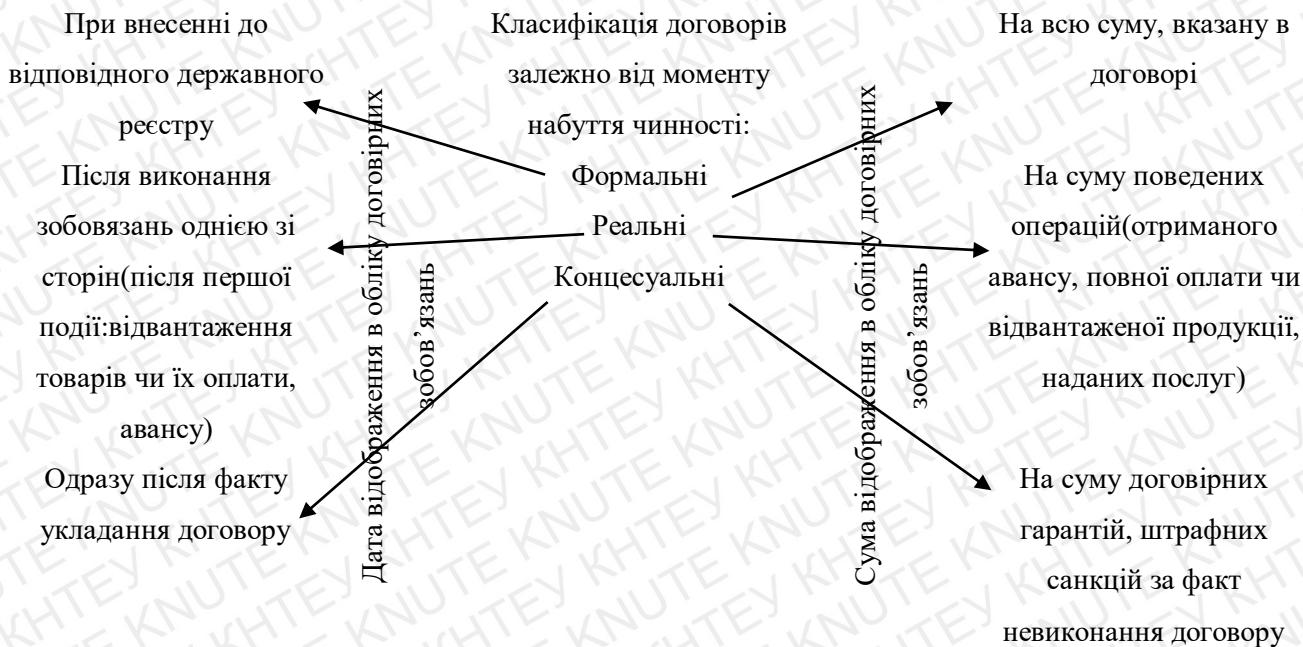 При внесенні до
відповідного державного
реєстру
Після виконання
зобовязань однією зі
сторін(після першої
події:відвантаження
товарів чи їх оплати,
авансу)
Одразу після факту
укладання договору
Дата відображення в обліку договірних
зобов’язань
Класифікація договорів
залежно від моменту
набуття чинності:
Формальні
Реальні
Концесуальні
Сума відображення в обліку договірних
зобов’язань
На всю суму, вказану в
договорі
На суму поведених
операцій(отриманого
авансу, повної оплати чи
відвантаженої продукції,
наданих послуг)
На суму договірних
гарантій, штрафних
санкцій за факт
невиконання договору